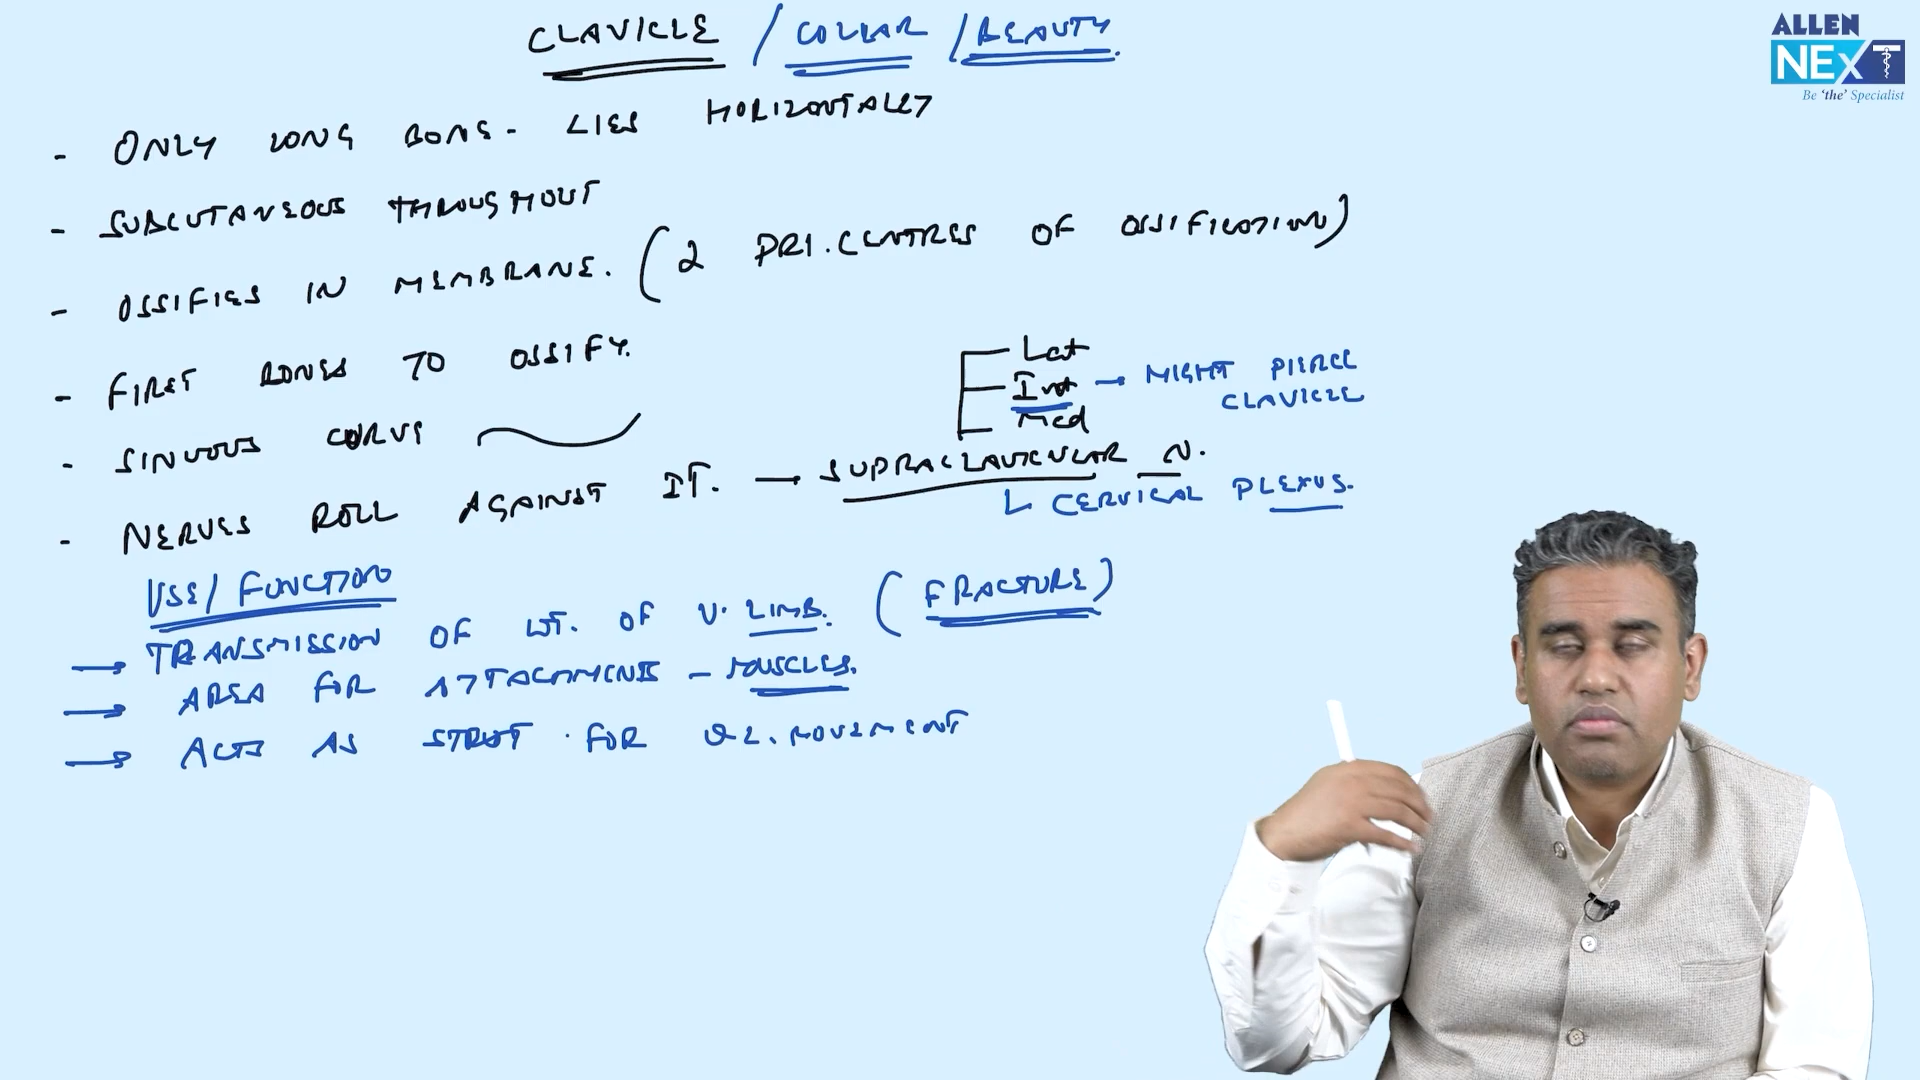 CLAVICLE / COLLAR / BEAUTY
ALLEN
NEXT
Be 'the' Specialist
- ONLY LONG BONE - LIES HORIZONTALLY
- SUBCUTANEOUS THROUGHOUT
- OSSIFIES IN MEMBRANE. (2 PRI. CENTRES OF OSSIFICATION)
- FIRST BONES TO OSSIFY.
- SINUOUS CURVE
Lat
Int → MIGHT PIERCE
CLAVICLE
Med
- NERVES ROLL AGAINST IT. → SUPRACLAVICULAR N.
CERVICAL PLEXUS.
USE/ FUNCTION
→ TRANSMISSION OF WT. OF U. LIMB. (FRACTURE)
→ AREA FOR ATTACHMENTS - MUSCLES.
→ ACTS AS STRUT FOR U L. MOVEMENT